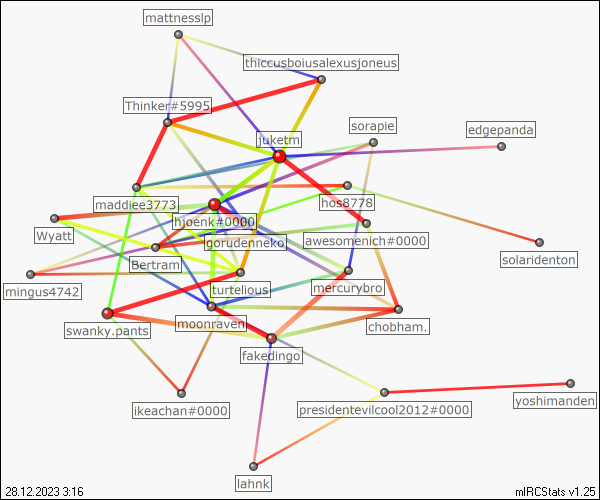 mattnesslp
thiccusboiusalexusjoneus
Thinker#5995
juketm
sorapie
edgepanda
maddiee3773
hos8778
hjoenk#0000
Wyatt
gorudenneko
awesomenich#0000
solaridenton
Bertram
mingus4742
turtelious
mercurybro
swanky.pants
moonraven
chobham.
fakedingo
ikeachan#0000
presidentevilcool2012#0000
yoshimanden
lahnk
28.12.2023 3:16
mIRCStats v1.25